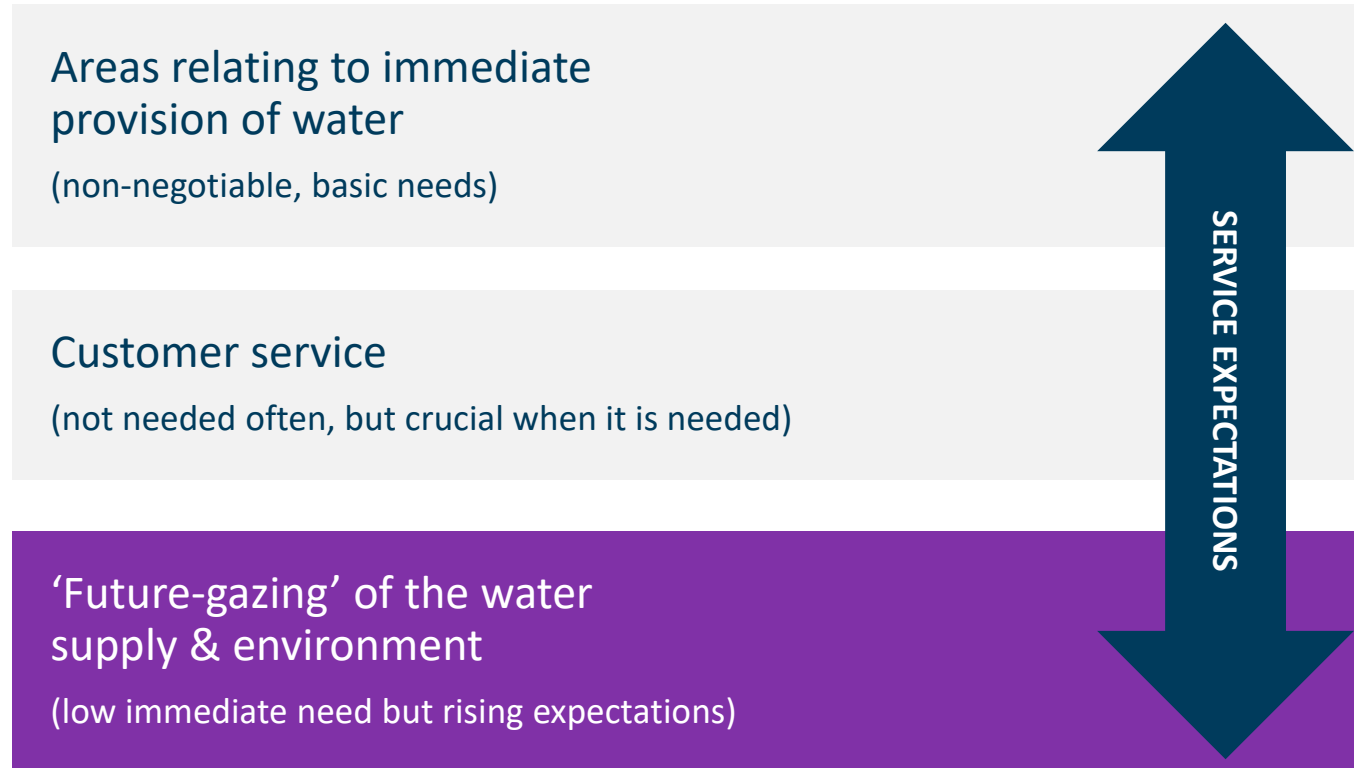 Areas relating to immediate
provision of water
(non-negotiable, basic needs)
Customer service
(not needed often, but crucial when it is needed)
‘Future-gazing’ of the water
supply & environment
(low immediate need but rising expectations)
SERVICE EXPECTATIONS